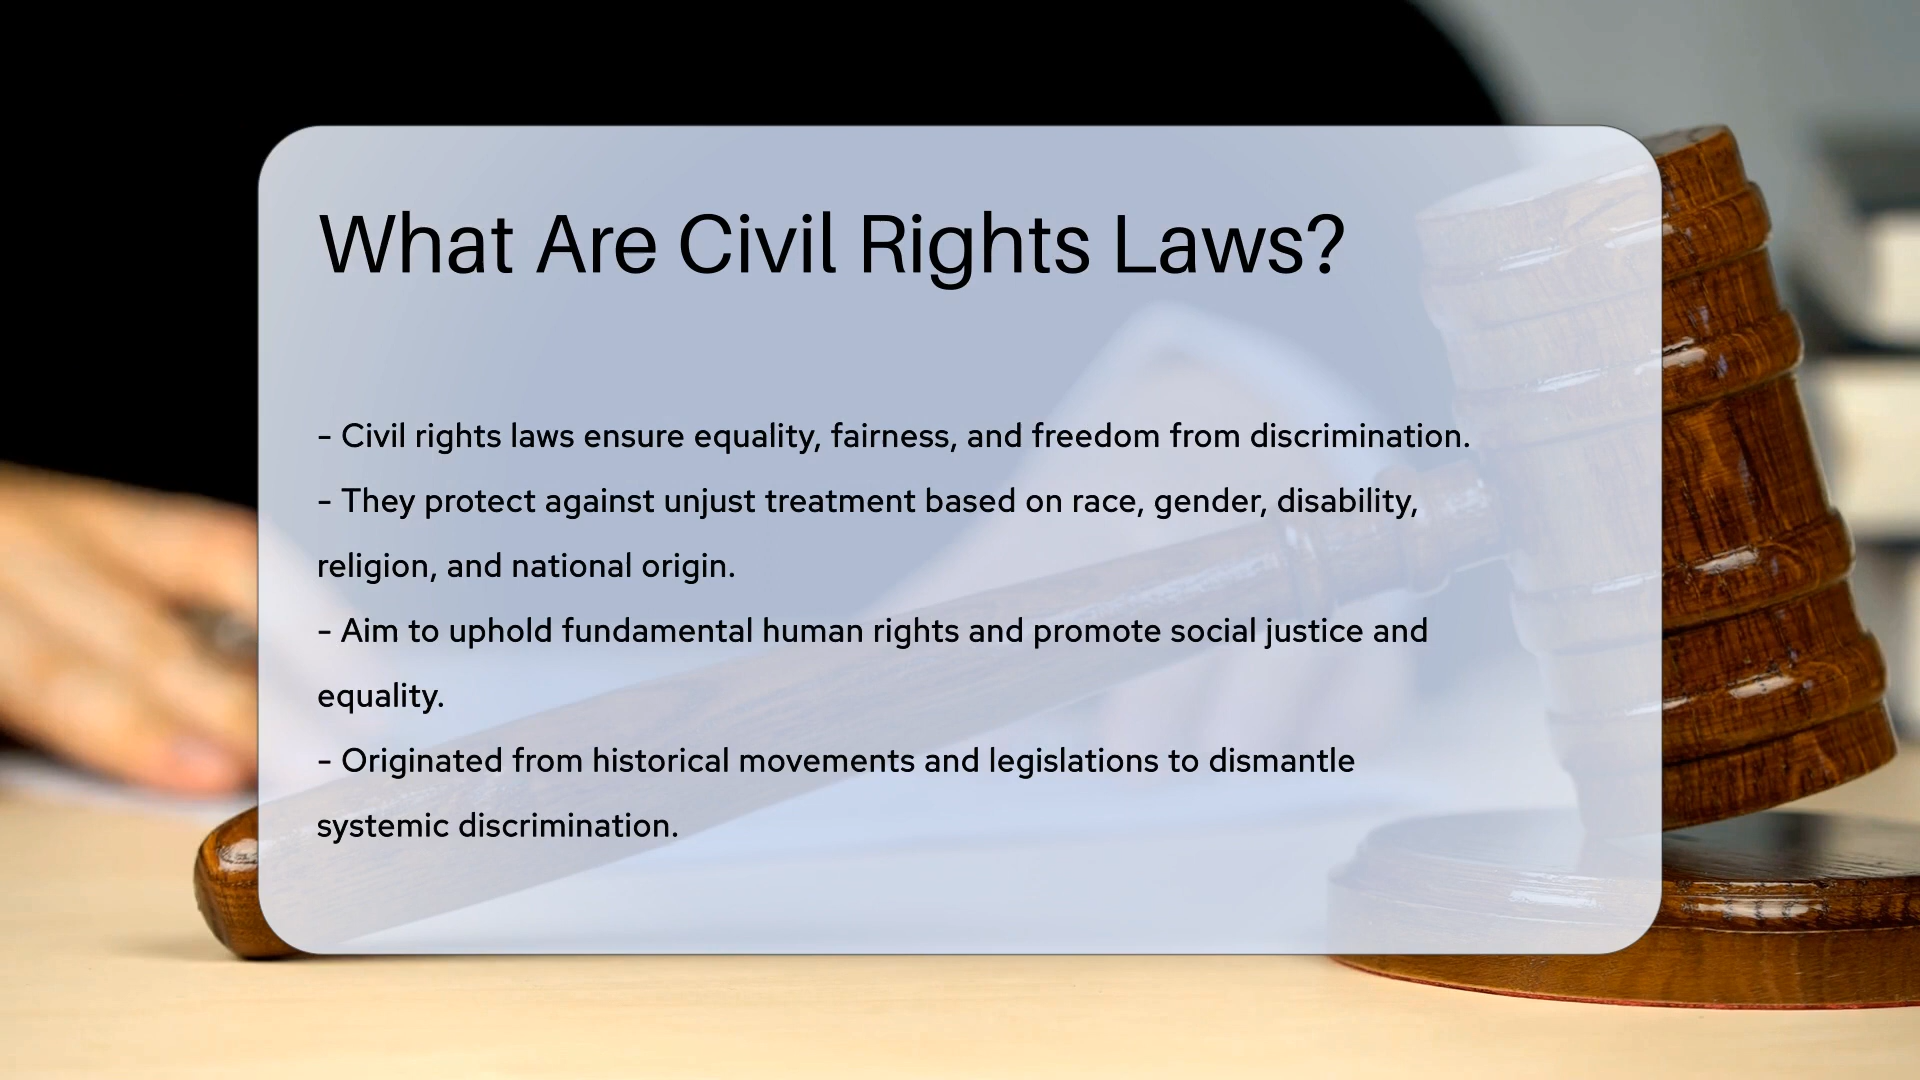 What Are Civil Rights Laws?
– Civil rights laws ensure equality, fairness, and freedom from discrimination.
– They protect against unjust treatment based on race, gender, disability,
religion, and national origin.
– Aim to uphold fundamental human rights and promote social justice and
equality.
– Originated from historical movements and legislations to dismantle
systemic discrimination.